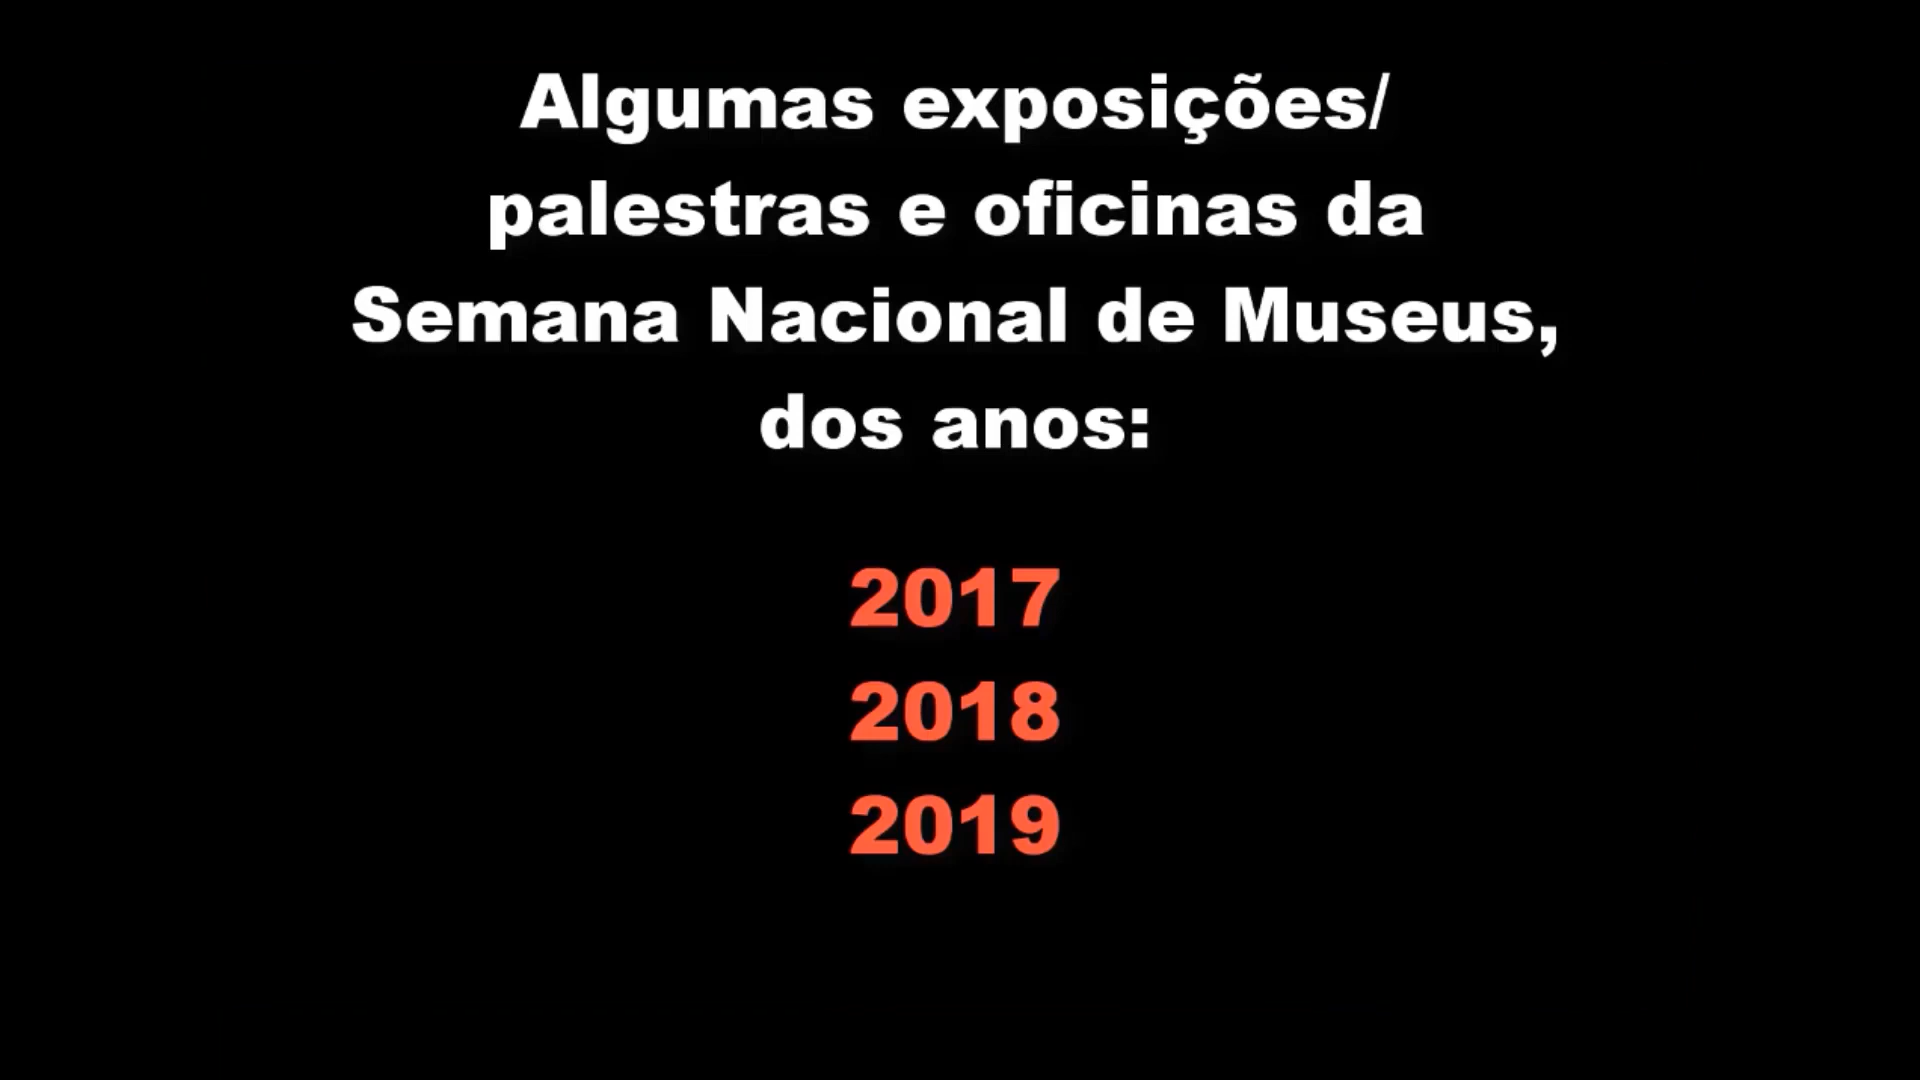 Algumas exposições/
palestras e oficinas da
Semana Nacional de Museus,
dos anos:
2017
2018
2019